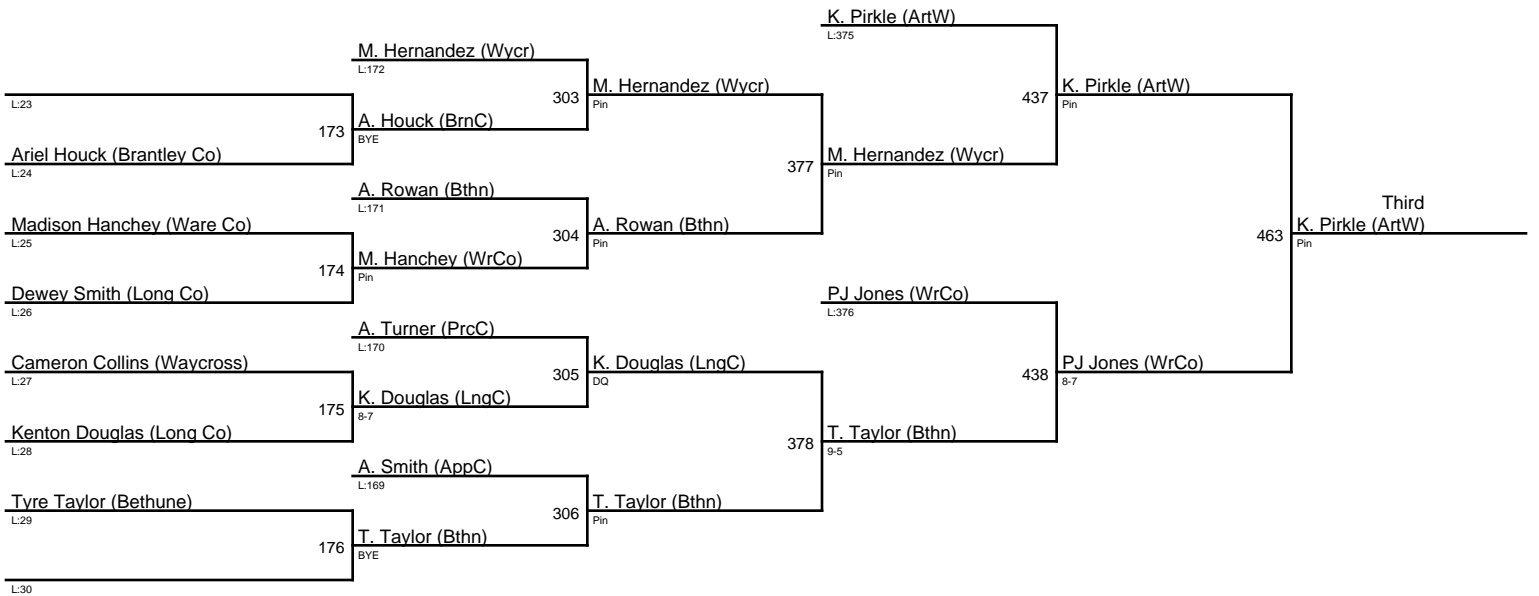 K. Pirkle (ArtW)
L:375
M. Hernandez (Wycr)
L:172
M. Hernandez (Wycr)
Pin
K. Pirkle (ArtW)
Pin
303
437
L:23
173
A. Houck (BrnC)
BYE
Ariel Houck (Brantley Co)
L:24
377
M. Hernandez (Wycr)
Pin
A. Rowan (Bthn)
L:171
Third
Madison Hanchey (Ware Co)
L:25
304
A. Rowan (Bthn)
Pin
463
K. Pirkle (ArtW)
Pin
174
M. Hanchey (WrCo)
Pin
Dewey Smith (Long Co)
L:26
PJ Jones (WrCo)
L:376
A. Turner (PrcC)
L:170
Cameron Collins (Waycross)
L:27
305
K. Douglas (LngC)
DQ
438
PJ Jones (WrCo)
8-7
175
K. Douglas (LngC)
8-7
Kenton Douglas (Long Co)
L:28
378
T. Taylor (Bthn)
9-5
A. Smith (AppC)
L:169
Tyre Taylor (Bethune)
L:29
306
T. Taylor (Bthn)
Pin
176
T. Taylor (Bthn)
BYE
L:30